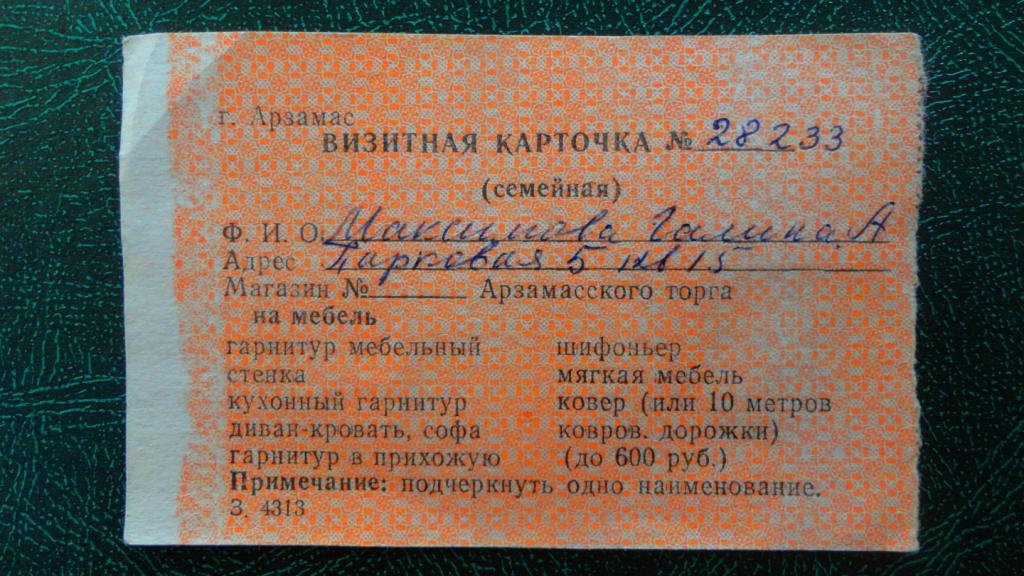 г. Арзамас
ВИЗИТНАЯ КАРТОЧКА № 28233
(семейная)
Ф. И. О. Максимова Галина А
Адрес Парковая 5 кв 15
Магазин № Арзамасского торга
на мебель
гарнитур мебельный шифоньер
стенка мягкая мебель
кухонный гарнитур ковер (или 10 метров
диван-кровать, софа ковров. дорожки)
гарнитур в прихожую (до 600 руб.)
Примечание: подчеркнуть одно наименование.
З. 4313